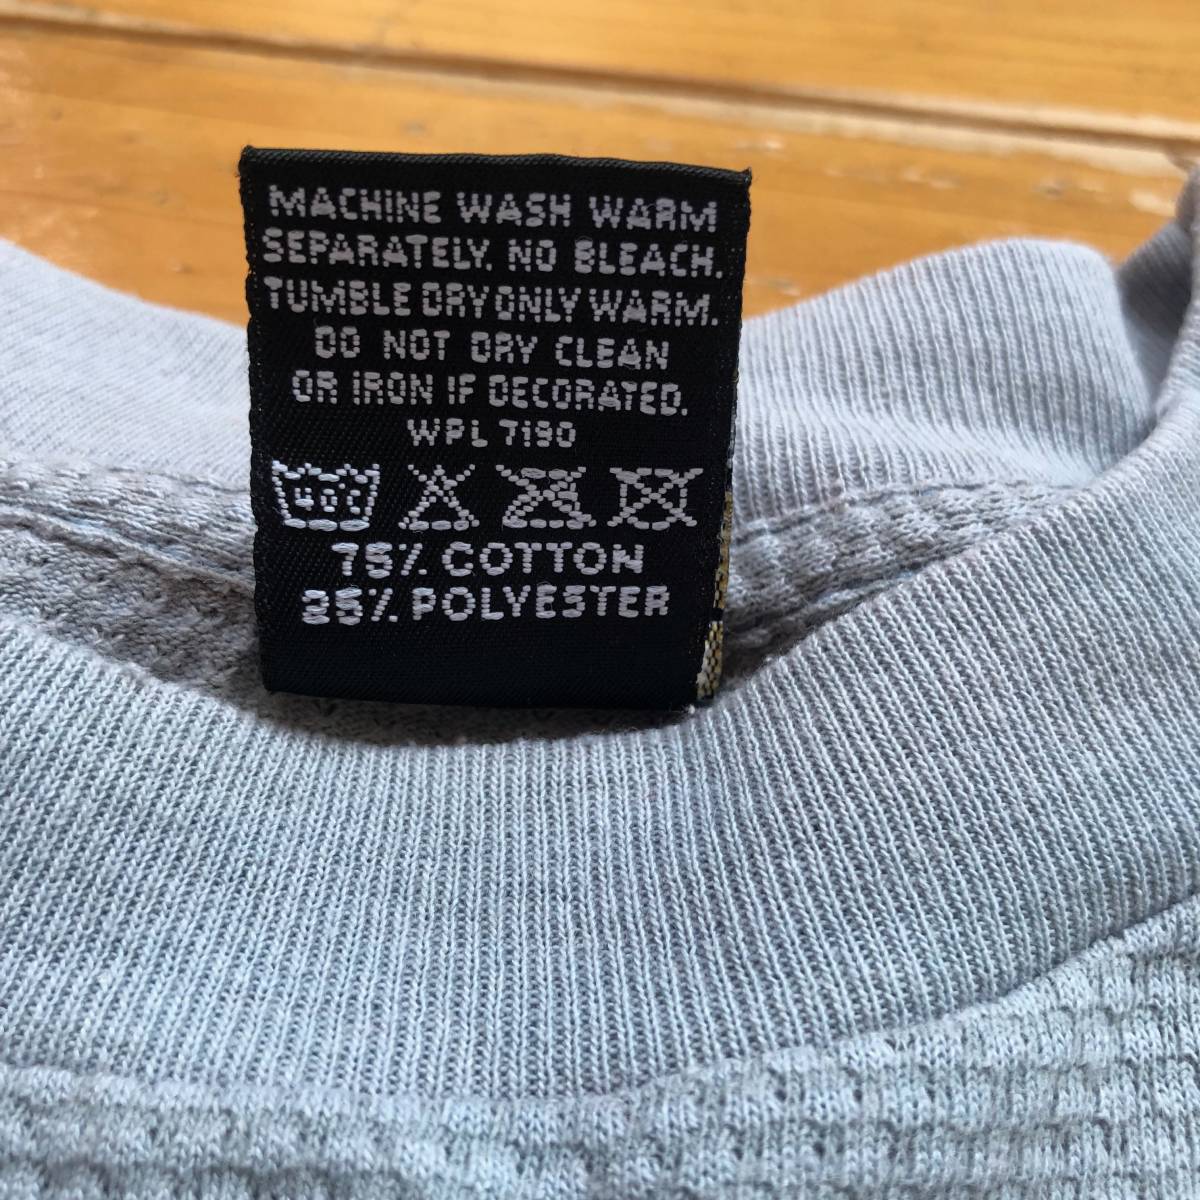 MACHINE WASH WARM
SEPARATELY. NO BLEACH.
TUMBLE DRY ONLY WARM.
DO NOT DRY CLEAN
OR IRON IF DECORATED.
WPL 7190
40C
75% COTTON
25% POLYESTER